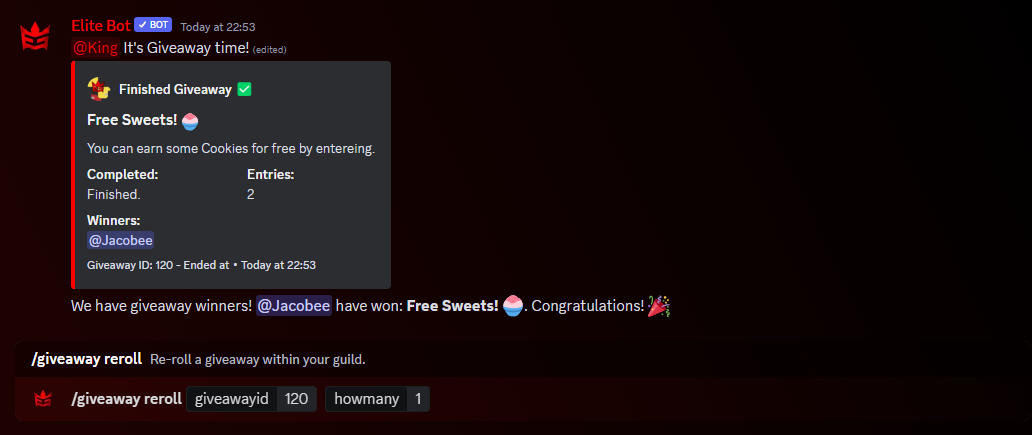 Elite Bot ✓ BOT Today at 22:53
@King It's Giveaway time! (edited)
Finished Giveaway ✅
Free Sweets! 🍧
You can earn some Cookies for free by entereing.
Completed: Entries:
Finished. 2
Winners:
@Jacobee
Giveaway ID: 120 - Ended at • Today at 22:53
We have giveaway winners! @Jacobee have won: Free Sweets! 🍧. Congratulations! 🎉
/giveaway reroll Re-roll a giveaway within your guild.
/giveaway reroll giveawayid 120 howmany 1